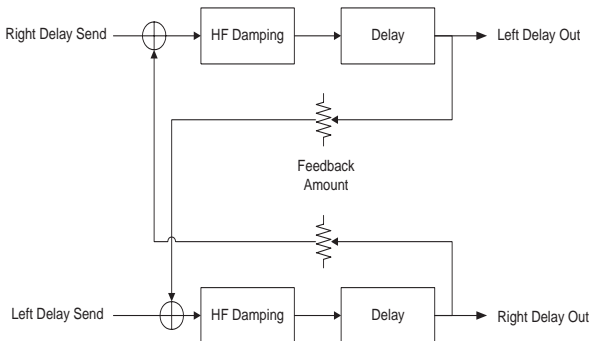 Right Delay Send
HF Damping
Delay
Left Delay Out
Feedback
Amount
Left Delay Send
HF Damping
Delay
Right Delay Out